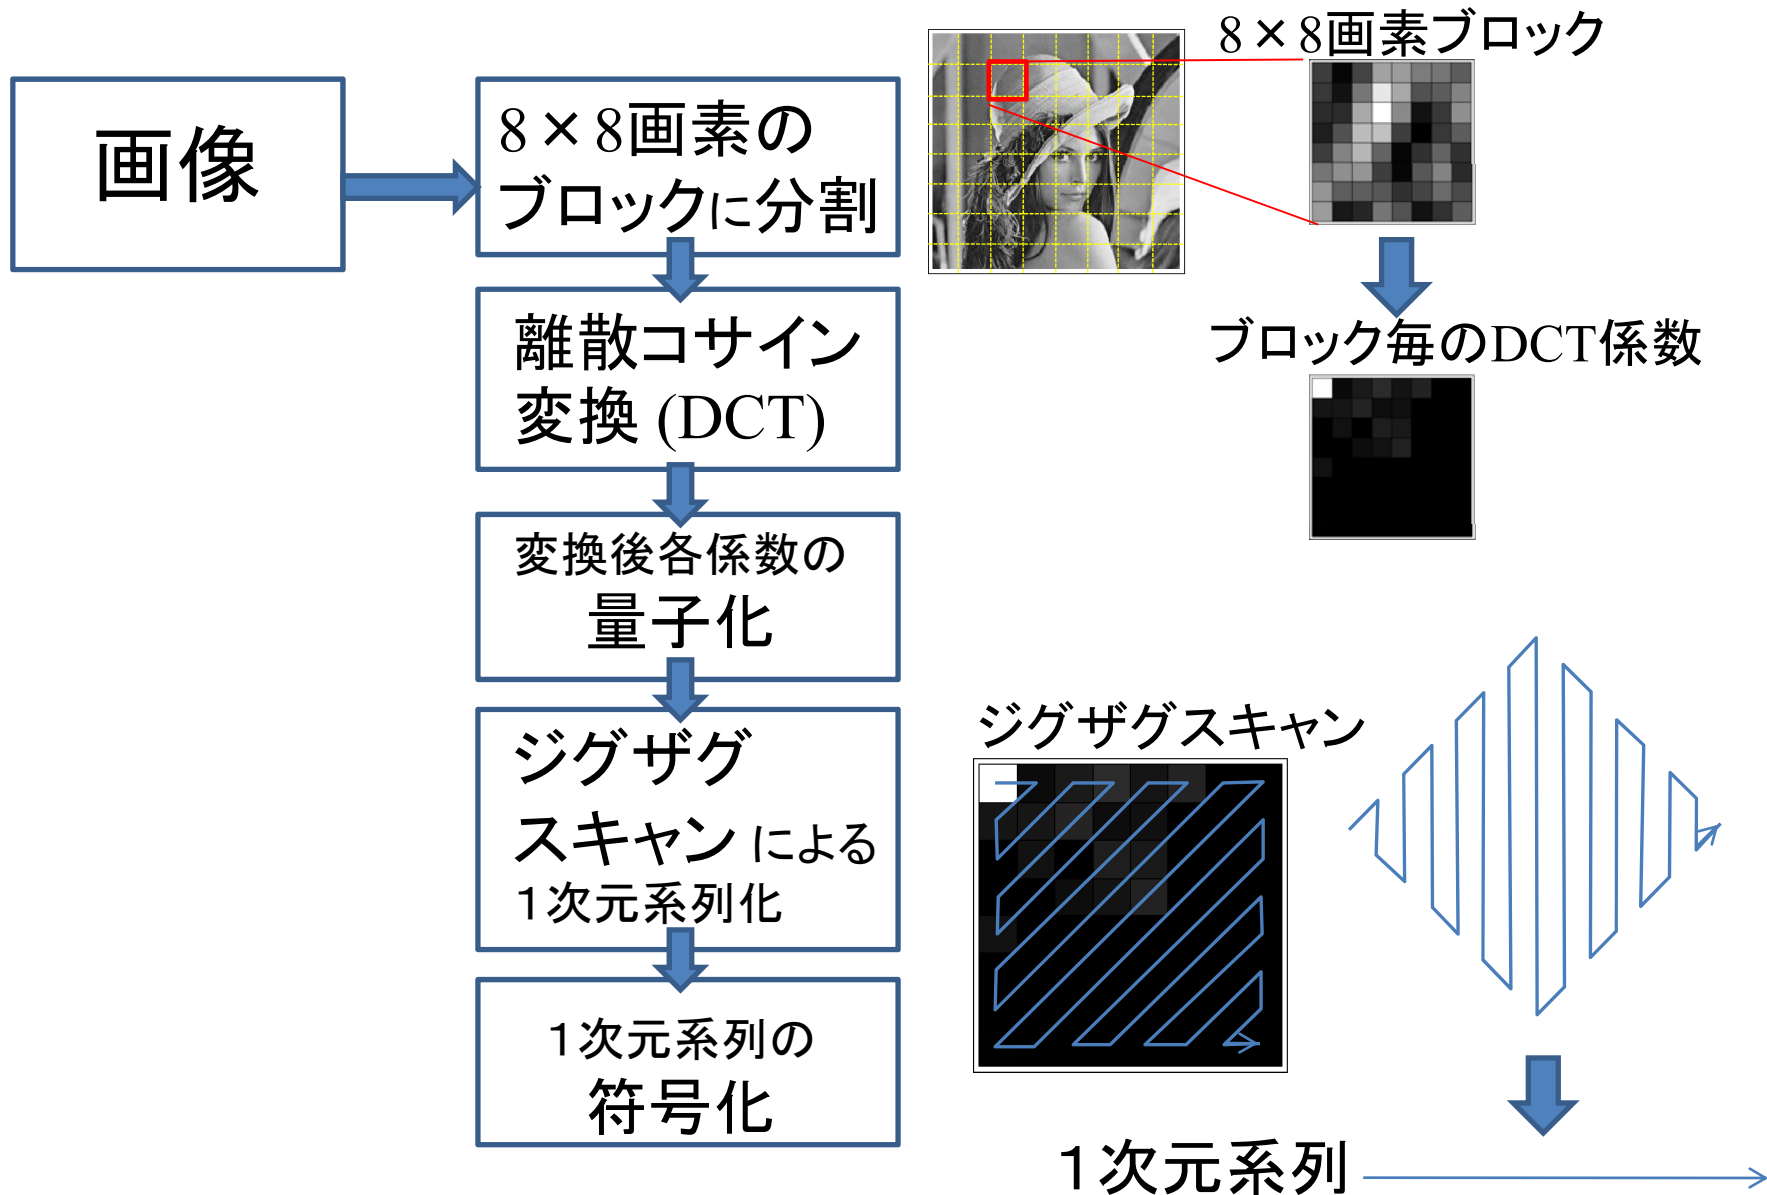 画像
8×8画素の
ブロックに分割
離散コサイン
変換 (DCT)
変換後各係数の
量子化
ジグザグ
スキャン による
1次元系列化
1次元系列の
符号化
8×8画素ブロック
ブロック毎のDCT係数
ジグザグスキャン
1次元系列